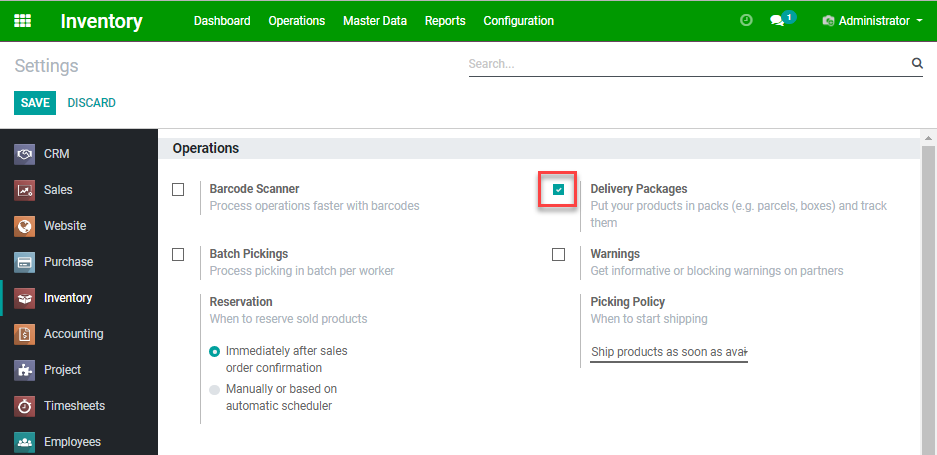 Inventory Dashboard Operations Master Data Reports Configuration 1 Administrator
Settings Search...
SAVE DISCARD
CRM
Sales
Website
Purchase
Inventory
Accounting
Project
Timesheets
Employees
Operations
Barcode Scanner
Process operations faster with barcodes
Delivery Packages
Put your products in packs (e.g. parcels, boxes) and track
them
Batch Pickings
Process picking in batch per worker
Warnings
Get informative or blocking warnings on partners
Reservation
When to reserve sold products
Immediately after sales
order confirmation
Manually or based on
automatic scheduler
Picking Policy
When to start shipping
Ship products as soon as avai